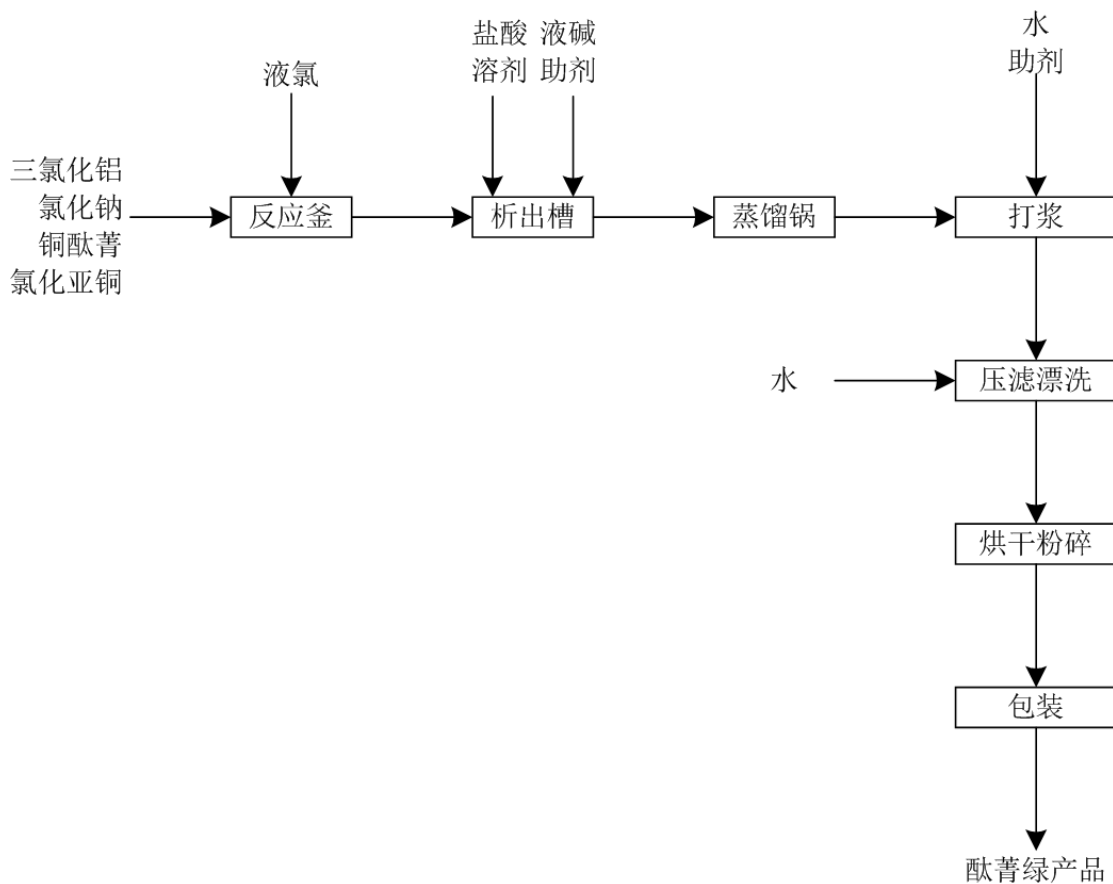 盐酸 液碱
溶剂 助剂
水
助剂
液氯
三氯化铝
氯化钠
铜酞菁
氯化亚铜
反应釜
析出槽
蒸馏锅
打浆
水
压滤漂洗
烘干粉碎
包装
酞菁绿产品